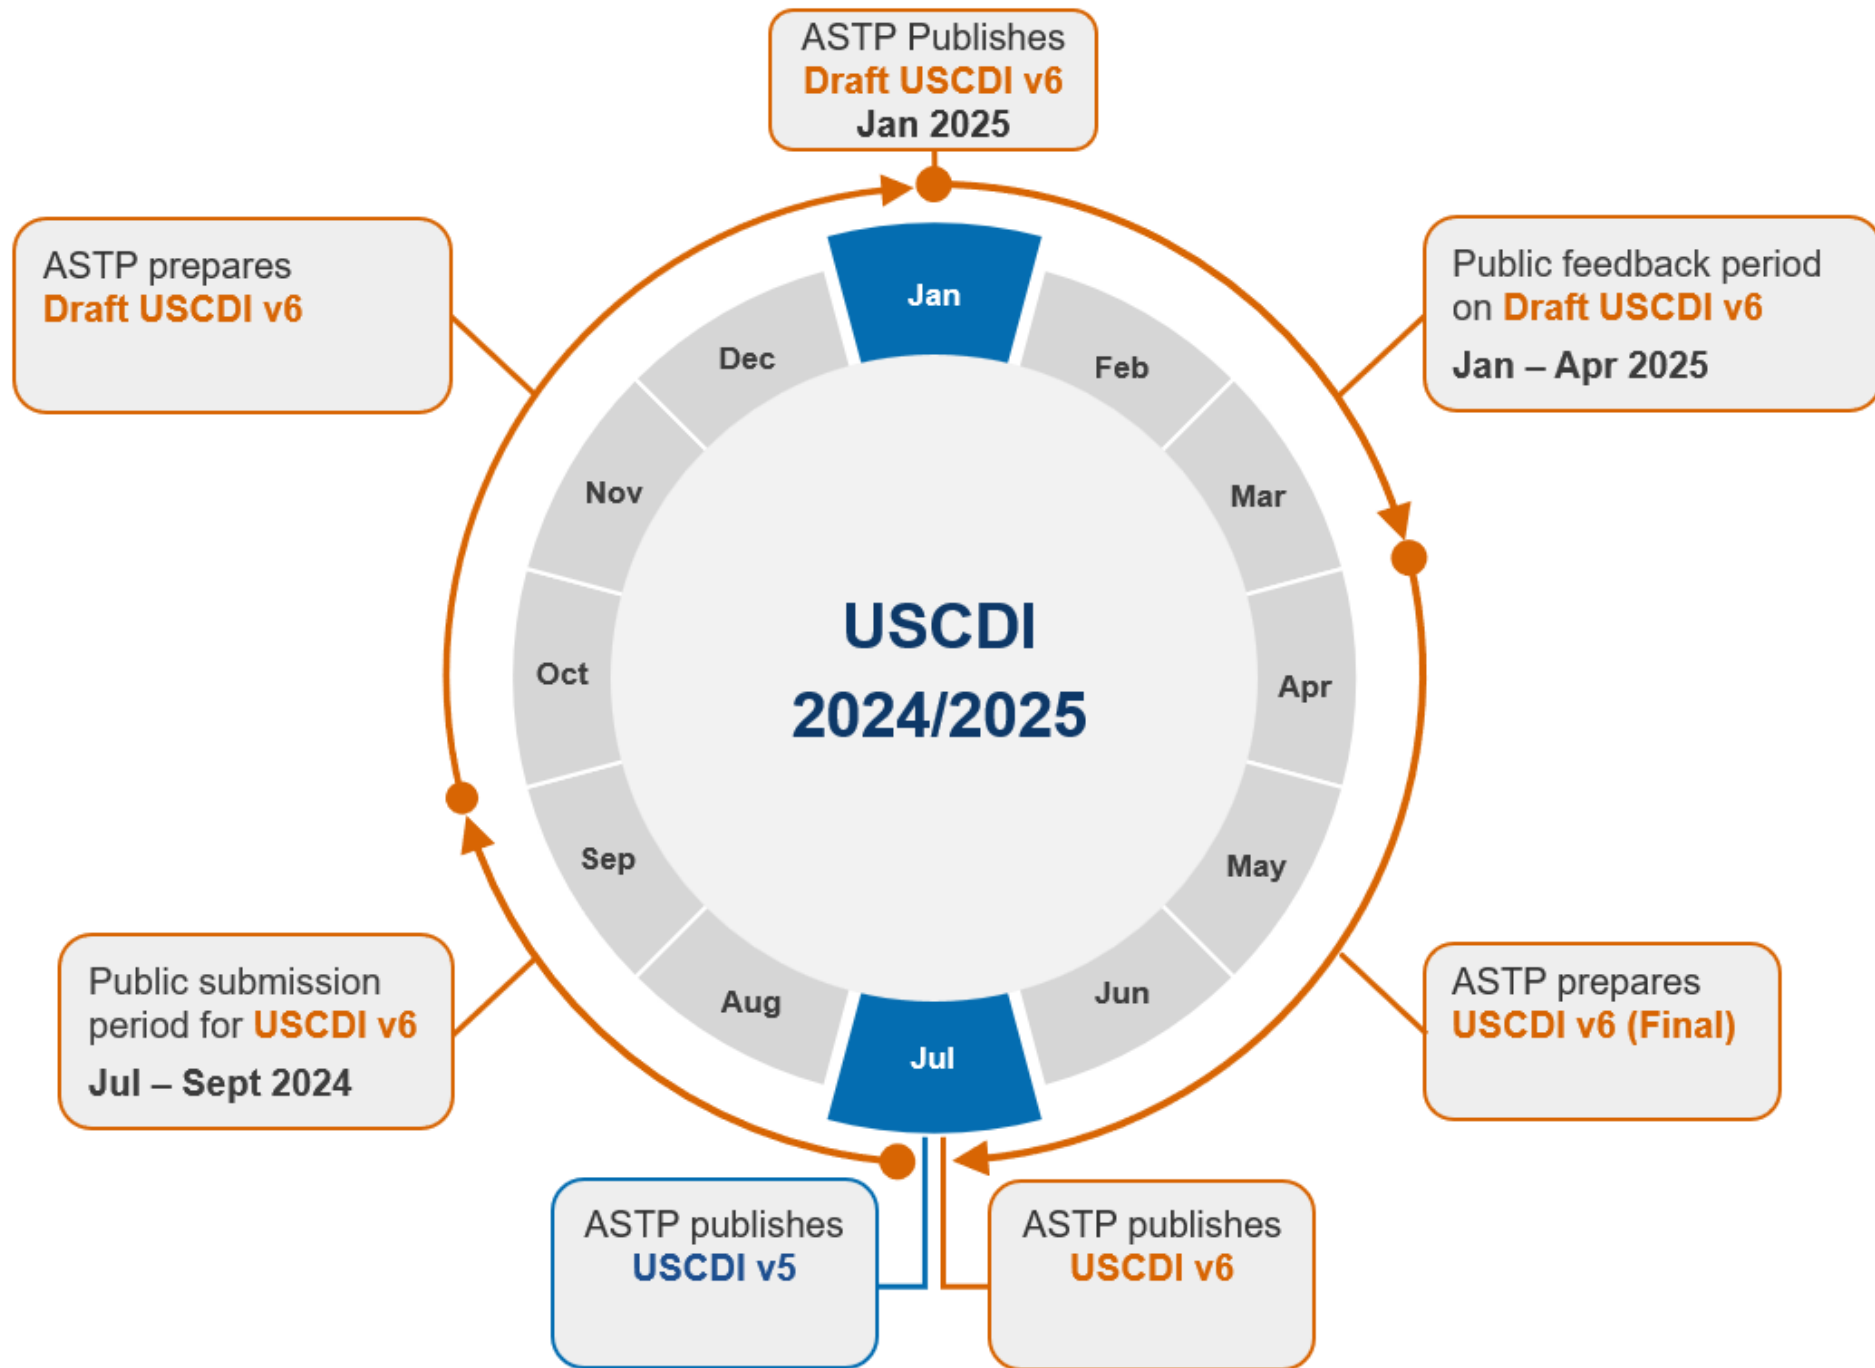 ASTP Publishes
Draft USCDI v6
Jan 2025
ASTP prepares
Draft USCDI v6
Public feedback period
on Draft USCDI v6
Jan – Apr 2025
Jan
Feb
Mar
Apr
May
Jun
Jul
Aug
Sep
Oct
Nov
Dec
USCDI
2024/2025
Public submission
period for USCDI v6
Jul – Sept 2024
ASTP prepares
USCDI v6 (Final)
ASTP publishes
USCDI v5
ASTP publishes
USCDI v6